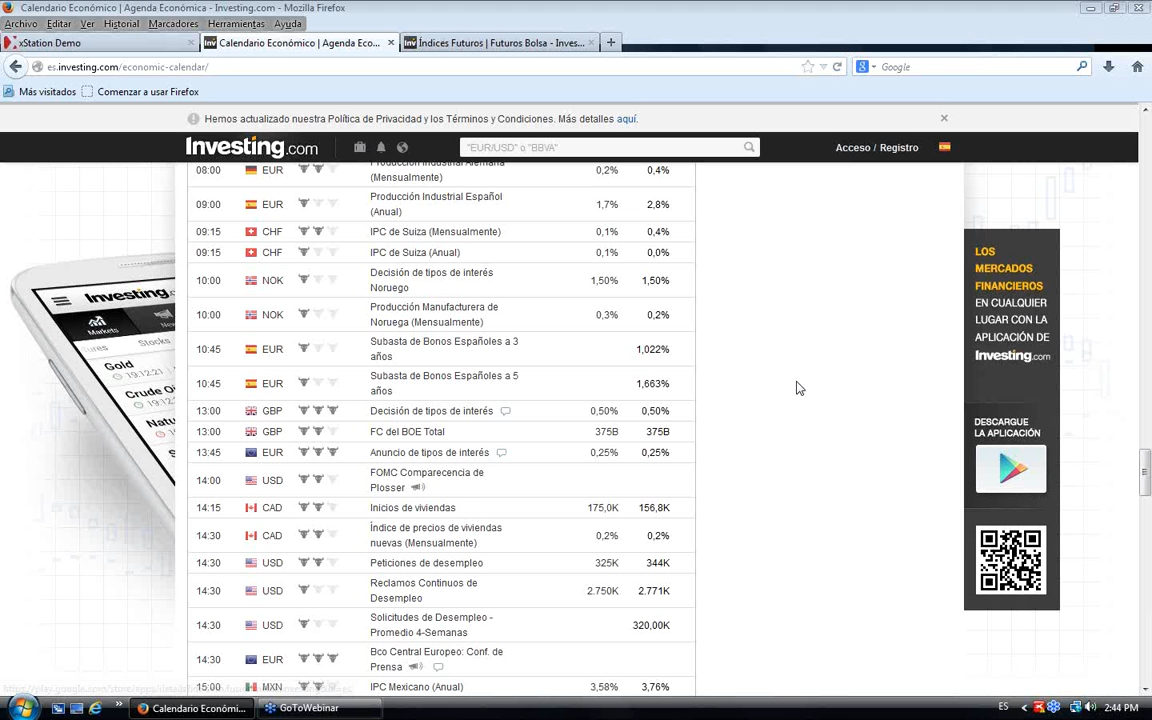 Calendario Económico | Agenda Económica - Investing.com - Mozilla Firefox
Archivo Editar Ver Historial Marcadores Herramientas Ayuda
xStation Demo
Calendario Económico | Agenda Eco...
Índices Futuros | Futuros Bolsa - Inves...
es.investing.com/economic-calendar/
Google
Más visitados Comenzar a usar Firefox
Hemos actualizado nuestra Política de Privacidad y los Términos y Condiciones. Más detalles aquí.
Investing.com
"EUR/USD" o "BBVA"
Acceso / Registro
08:00 EUR Producción Industrial Alemana
(Mensualmente) 0,2% 0,4%
09:00 EUR Producción Industrial Español
(Anual) 1,7% 2,8%
09:15 CHF IPC de Suiza (Mensualmente) 0,1% 0,4%
09:15 CHF IPC de Suiza (Anual) 0,1% 0,0%
10:00 NOK Decisión de tipos de interés
Noruego 1,50% 1,50%
10:00 NOK Producción Manufacturera de
Noruega (Mensualmente) 0,3% 0,2%
10:45 EUR Subasta de Bonos Españoles a 3
años 1,022%
10:45 EUR Subasta de Bonos Españoles a 5
años 1,663%
13:00 GBP Decisión de tipos de interés 0,50% 0,50%
13:00 GBP FC del BOE Total 375B 375B
13:45 EUR Anuncio de tipos de interés 0,25% 0,25%
14:00 USD FOMC Comparecencia de
Plosser
14:15 CAD Inicios de viviendas 175,0K 156,8K
14:30 CAD Índice de precios de viviendas
nuevas (Mensualmente) 0,2% 0,2%
14:30 USD Peticiones de desempleo 325K 344K
14:30 USD Reclamos Continuos de
Desempleo 2.750K 2.771K
14:30 USD Solicitudes de Desempleo -
Promedio 4-Semanas 320,00K
14:30 EUR Bco Central Europeo: Conf. de
Prensa
15:00 MXN IPC Mexicano (Anual) 3,58% 3,76%
Investing.
Markets
Stocks
Gold
19:12:21
Crude
LOS
MERCADOS
FINANCIEROS
EN CUALQUIER
LUGAR CON LA
APLICACIÓN DE
Investing.com
DESCARGUE
LA APLICACIÓN
Calendario Económi...
GoToWebinar
ES
2:44 PM